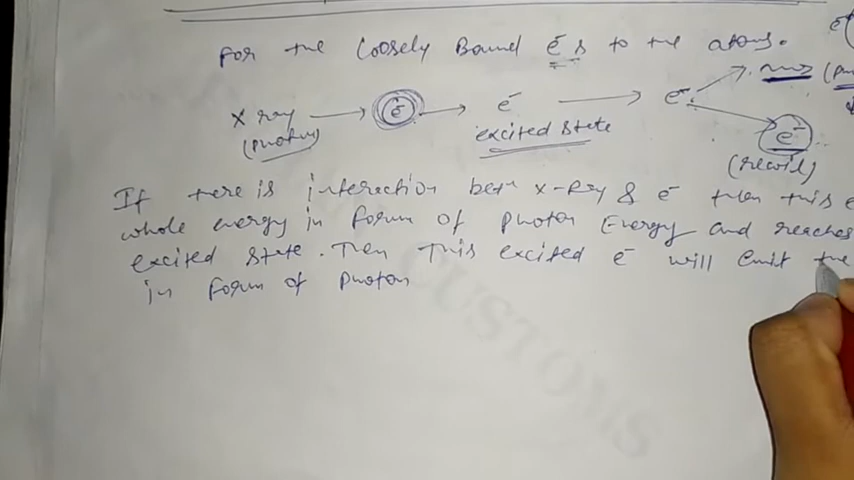 For the Loosely Bound e⁻s to the atoms.
X ray → e⁻ → e⁻ → e⁻
(photon)
excited state
e⁻
(recoil)
If there is interaction betⁿ X-Ray & e⁻ then this e
whole energy in form of photon Energy and reaches
excited state. Then this excited e⁻ will emit the
in form of photon
CUSTOMS